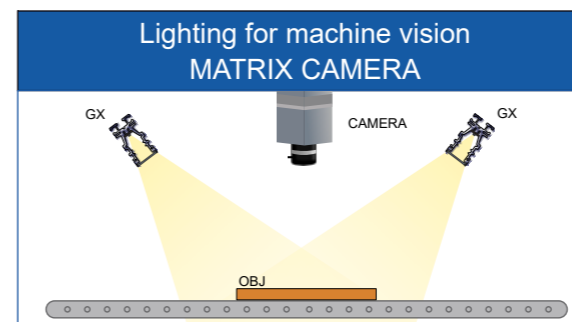 Lighting for machine vision
MATRIX CAMERA
GX
GX
CAMERA
OBJ